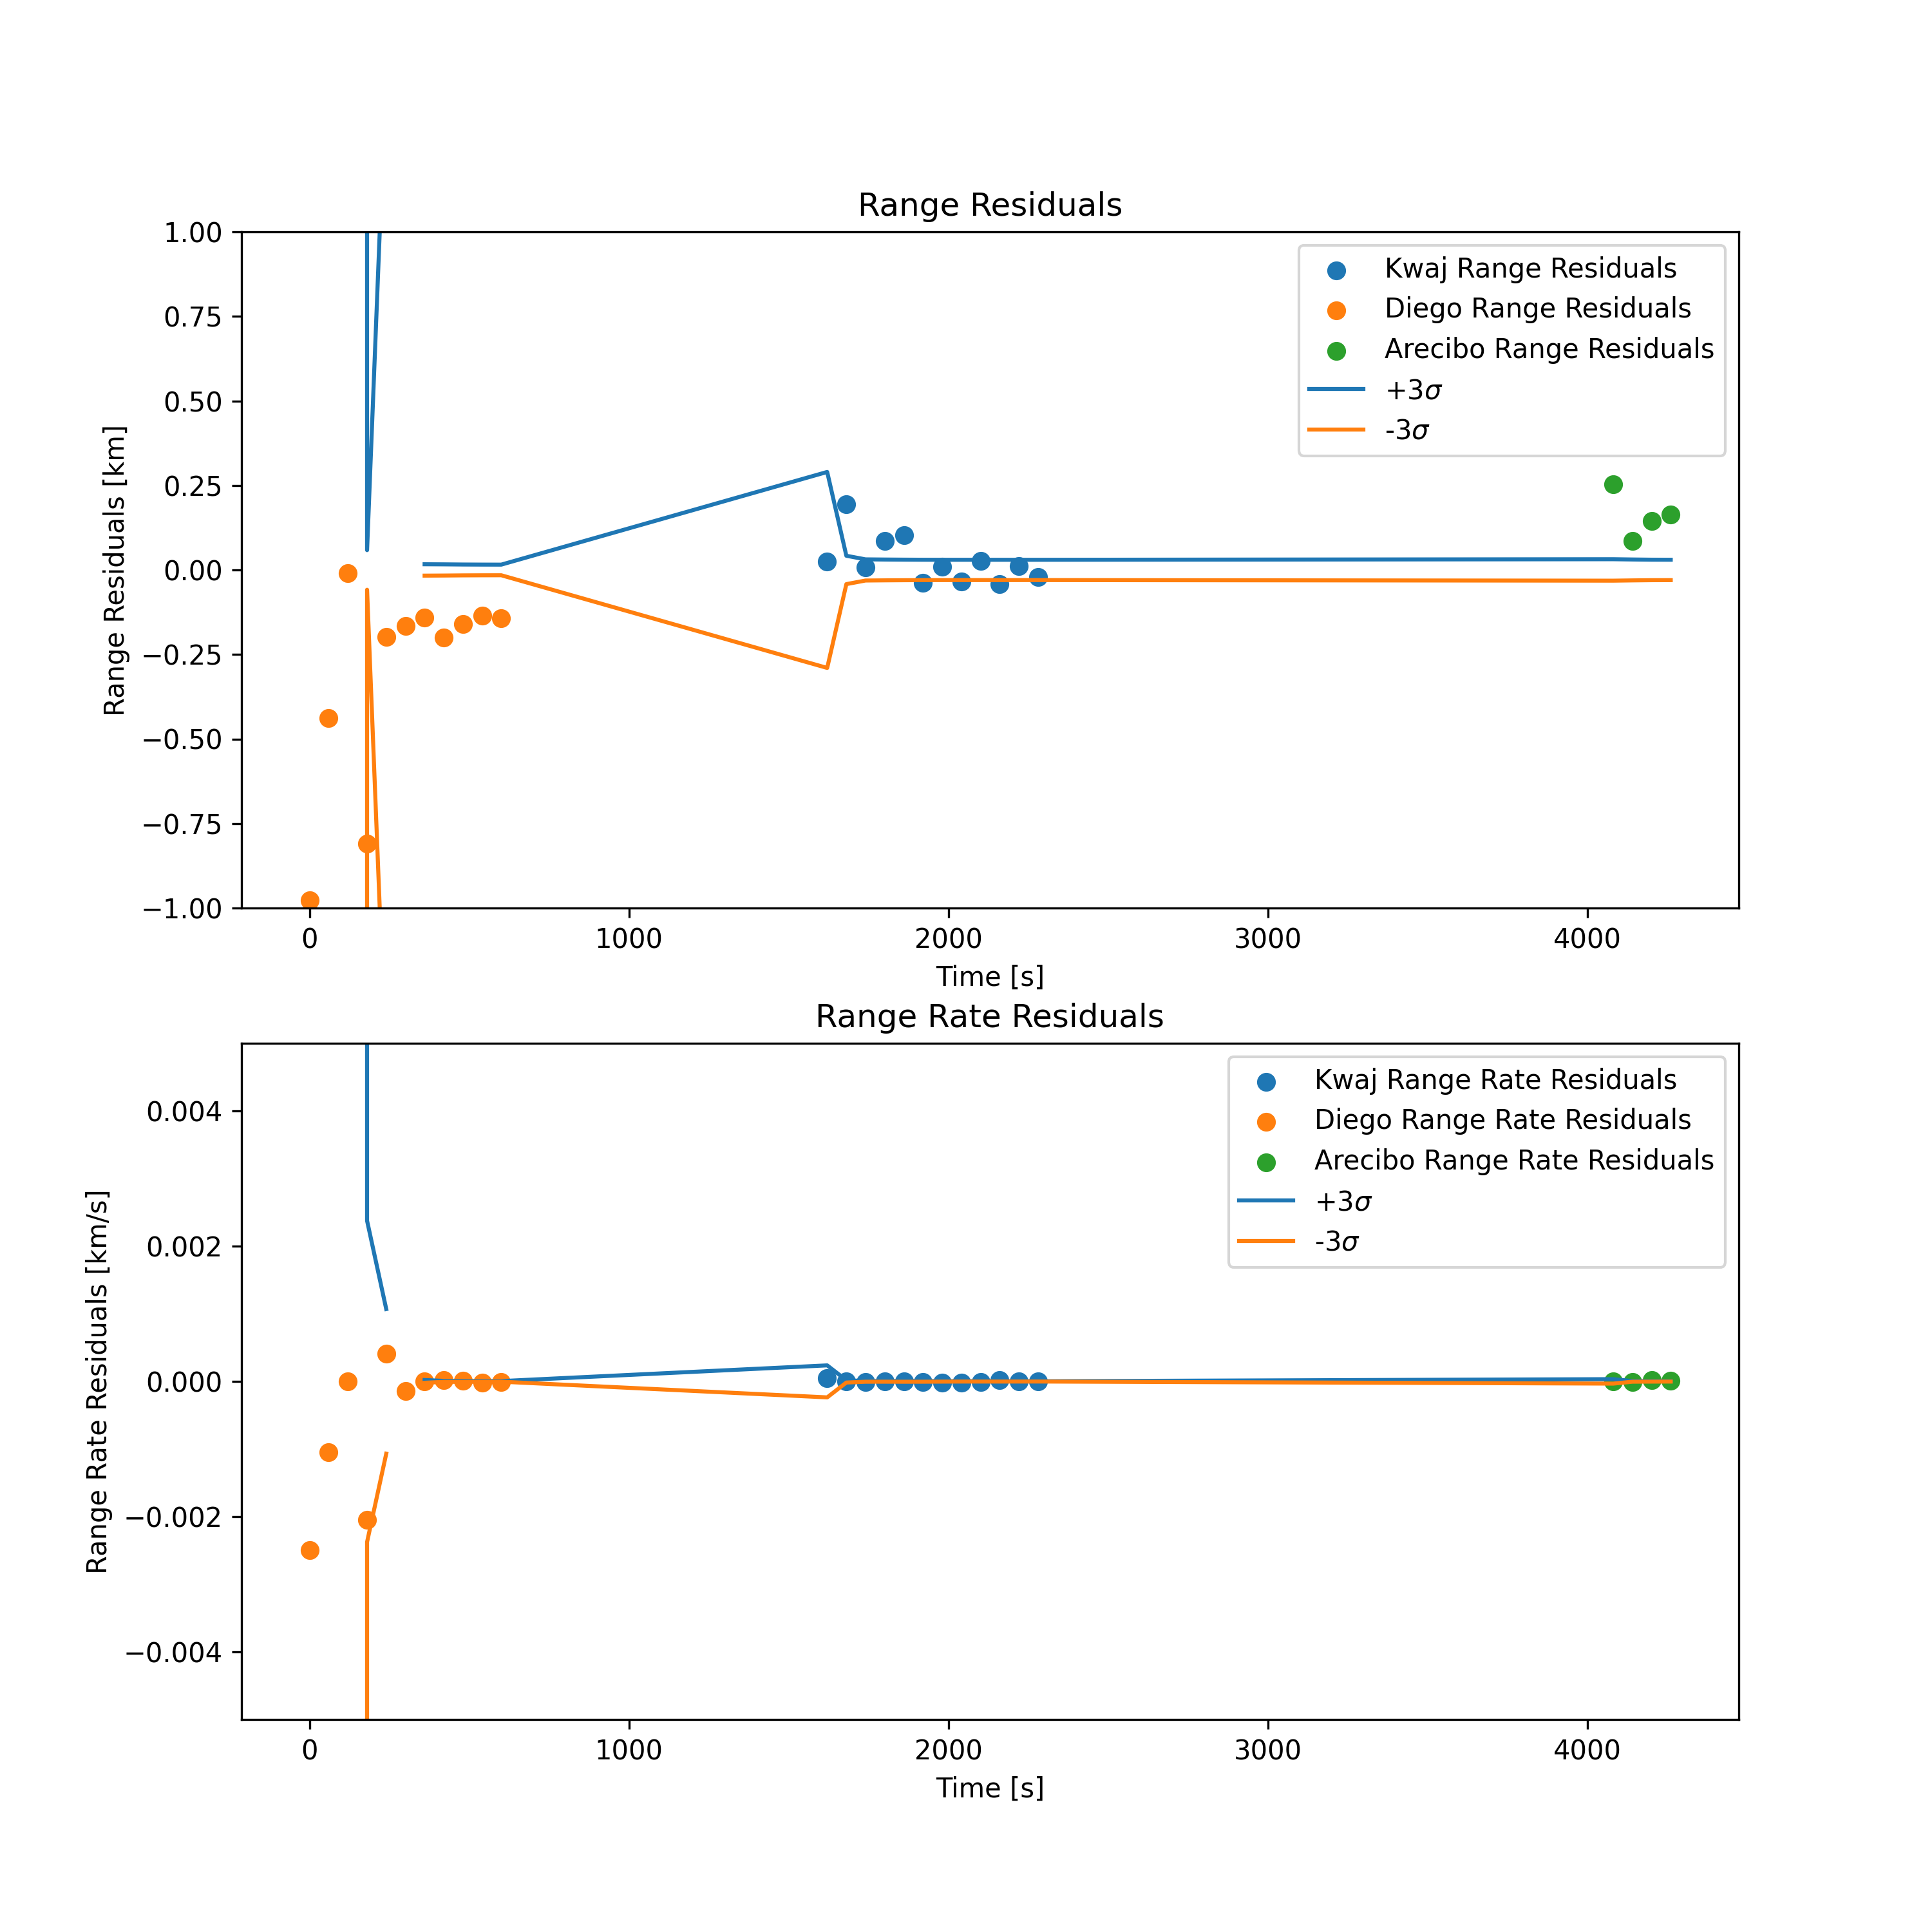 Range Residuals
1.00
0.75
0.50
0.25
0.00
−0.25
−0.50
−0.75
−1.00
Range Residuals [km]
Kwaj Range Residuals
Diego Range Residuals
Arecibo Range Residuals
+3σ
-3σ
0 1000 2000 3000 4000
Time [s]
Range Rate Residuals
0.004
0.002
0.000
−0.002
−0.004
Range Rate Residuals [km/s]
Kwaj Range Rate Residuals
Diego Range Rate Residuals
Arecibo Range Rate Residuals
+3σ
-3σ
0 1000 2000 3000 4000
Time [s]